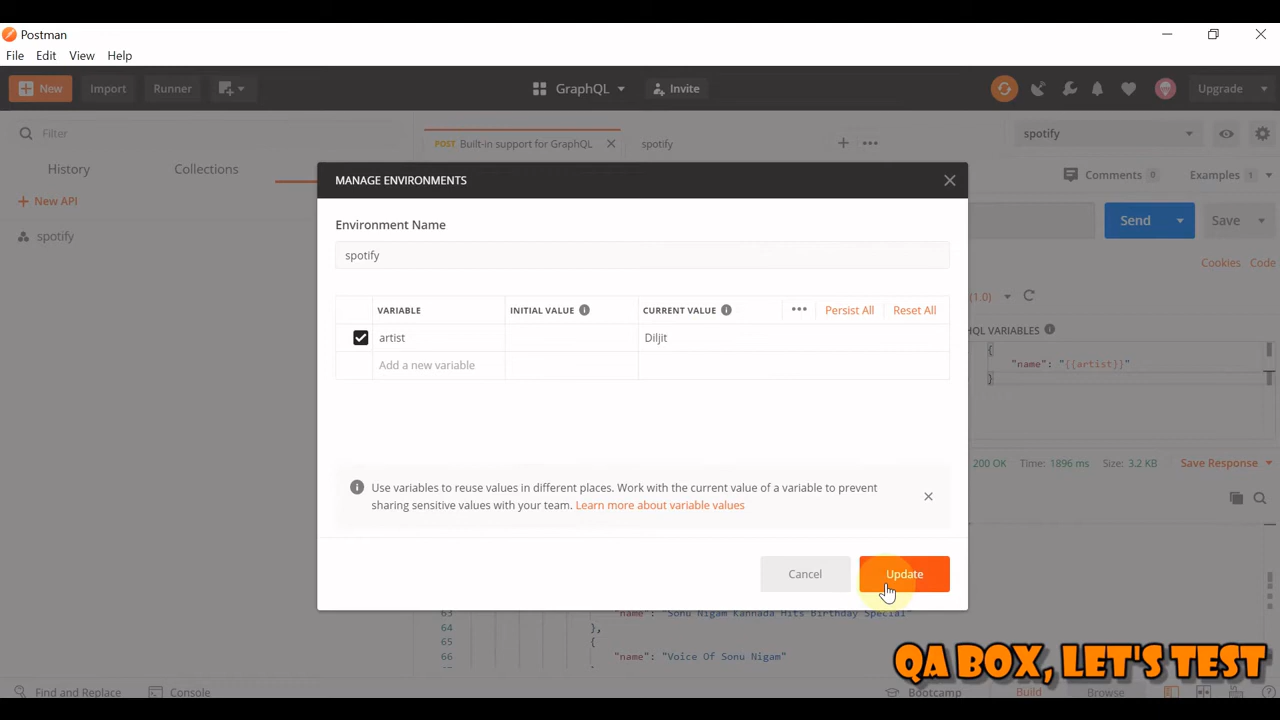 Postman
File Edit View Help
New Import Runner GraphQL Invite Upgrade
Filter POST Built-in support for GraphQL spotify spotify
History Collections Comments 0 Examples 1
MANAGE ENVIRONMENTS
New API
Environment Name Send Save
spotify
spotify
Cookies Code
VARIABLE INITIAL VALUE CURRENT VALUE Persist All Reset All
QL VARIABLES
artist Diljit
{
"name": "{{artist}}"
}
Add a new variable
200 OK Time: 1896 ms Size: 3.2 KB Save Response
Use variables to reuse values in different places. Work with the current value of a variable to prevent
sharing sensitive values with your team. Learn more about variable values
Cancel Update
63 "name": "Sonu Nigam Kannada Hits Birthday Special"
64 },
65 {
66 "name": "Voice Of Sonu Nigam"
QA BOX, LET'S TEST
Find and Replace Console Bootcamp Build Browse